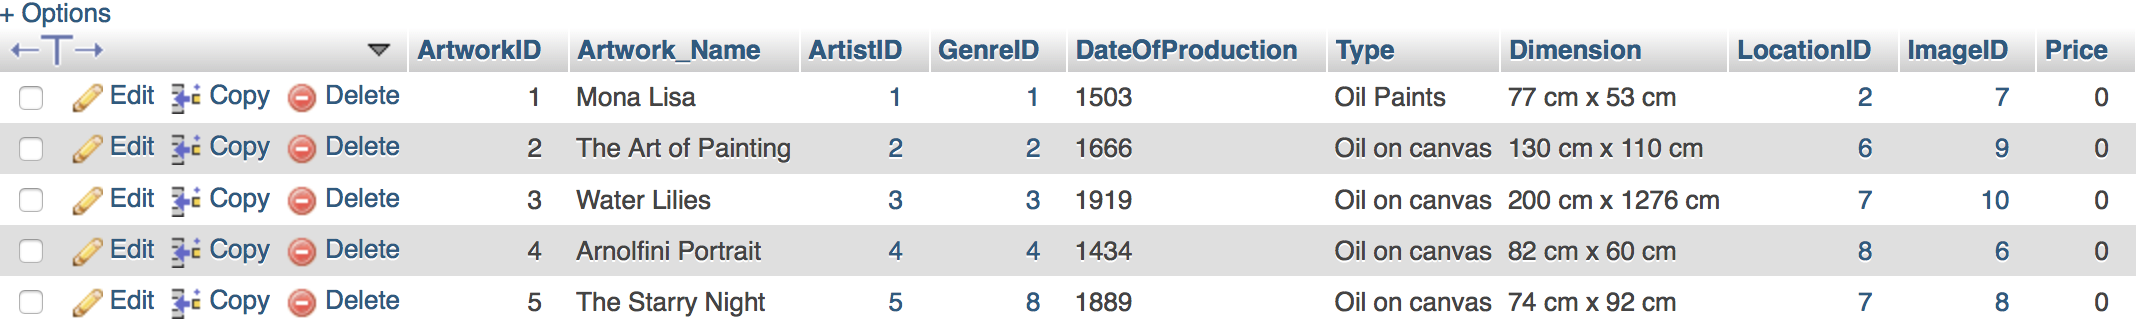 + Options
←T→ ArtworkID Artwork_Name ArtistID GenreID DateOfProduction Type Dimension LocationID ImageID Price
Edit Copy Delete 1 Mona Lisa 1 1 1503 Oil Paints 77 cm x 53 cm 2 7 0
Edit Copy Delete 2 The Art of Painting 2 2 1666 Oil on canvas 130 cm x 110 cm 6 9 0
Edit Copy Delete 3 Water Lilies 3 3 1919 Oil on canvas 200 cm x 1276 cm 7 10 0
Edit Copy Delete 4 Arnolfini Portrait 4 4 1434 Oil on canvas 82 cm x 60 cm 8 6 0
Edit Copy Delete 5 The Starry Night 5 8 1889 Oil on canvas 74 cm x 92 cm 7 8 0